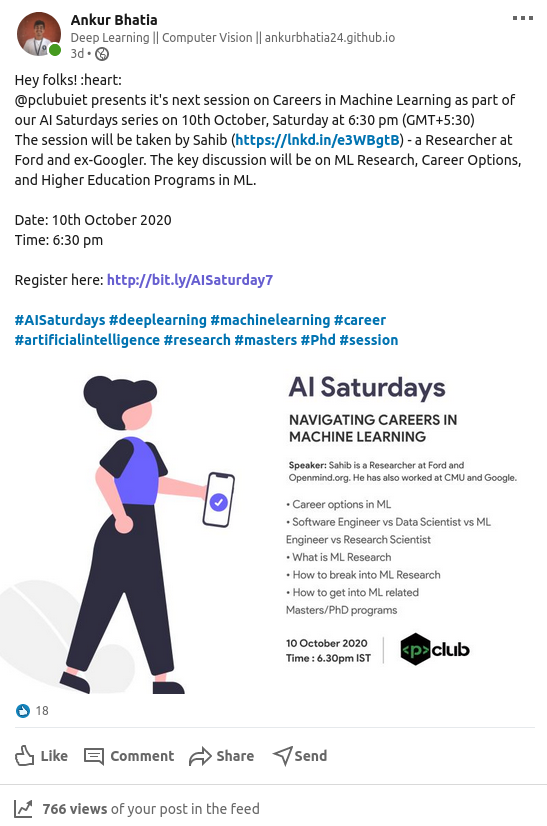 Ankur Bhatia
Deep Learning || Computer Vision || ankurbhatia24.github.io
3d •
Hey folks! :heart:
@pclubuiet presents it's next session on Careers in Machine Learning as part of
our AI Saturdays series on 10th October, Saturday at 6:30 pm (GMT+5:30)
The session will be taken by Sahib (https://lnkd.in/e3WBgtB) - a Researcher at
Ford and ex-Googler. The key discussion will be on ML Research, Career Options,
and Higher Education Programs in ML.
Date: 10th October 2020
Time: 6:30 pm
Register here: http://bit.ly/AISaturday7
#AISaturdays #deeplearning #machinelearning #career
#artificialintelligence #research #masters #Phd #session
AI Saturdays
NAVIGATING CAREERS IN
MACHINE LEARNING
Speaker: Sahib is a Researcher at Ford and
Openmind.org. He has also worked at CMU and Google.
• Career options in ML
• Software Engineer vs Data Scientist vs ML
Engineer vs Research Scientist
• What is ML Research
• How to break into ML Research
• How to get into ML related
Masters/PhD programs
10 October 2020
Time : 6.30pm IST
<p>club
18
Like
Comment
Share
Send
766 views of your post in the feed